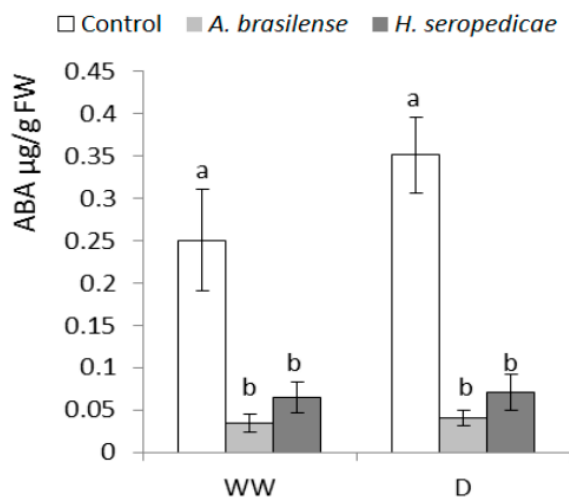 Control A. brasilense H. seropedicae
ABA µg/g FW
0.45
0.4
0.35
0.3
0.25
0.2
0.15
0.1
0.05
0
a
b
b
a
b
b
WW D